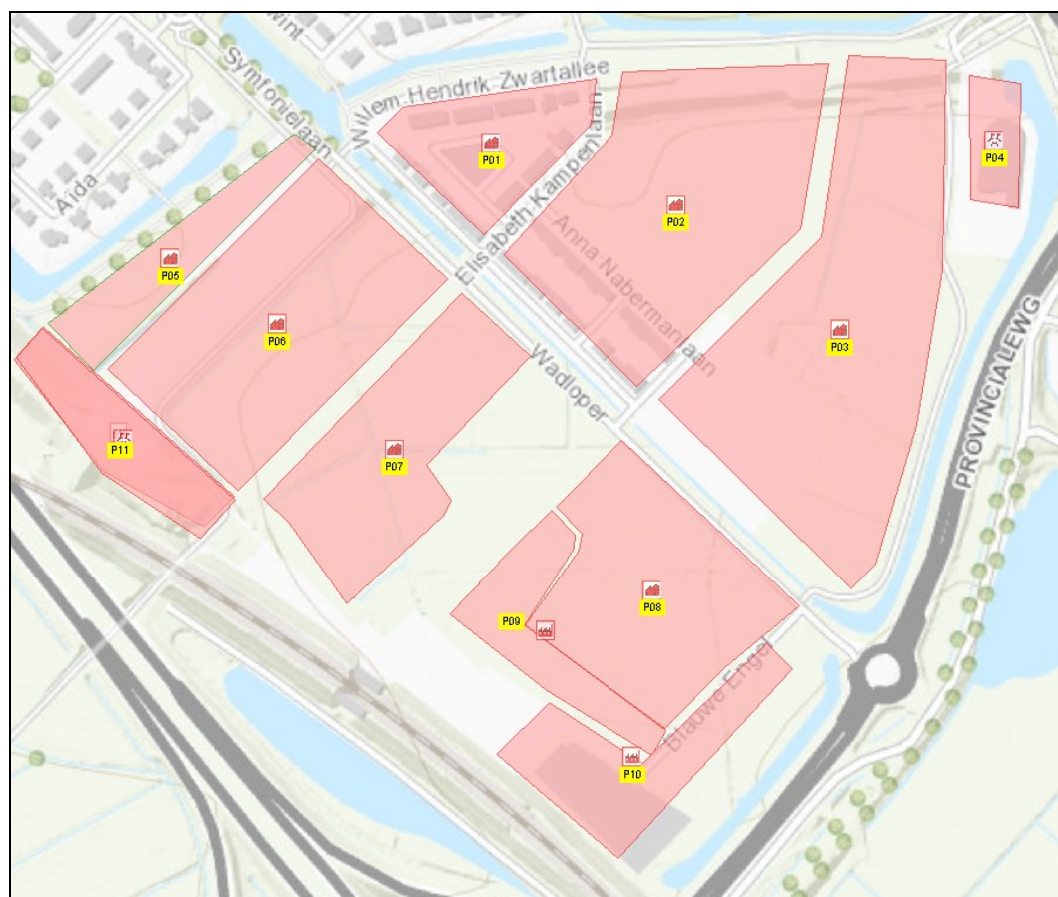 Wint
Symfonielaan
Willem-Hendrik-Zwartallee
P01
P04
Aida
Elisabeth-Kampenlaan
P02
Anna Nabermanlaan
P05
P06
P03
PROVINCIALEWG
Wadloper
P11
P07
P08
P09
Blauwe Engel
P10